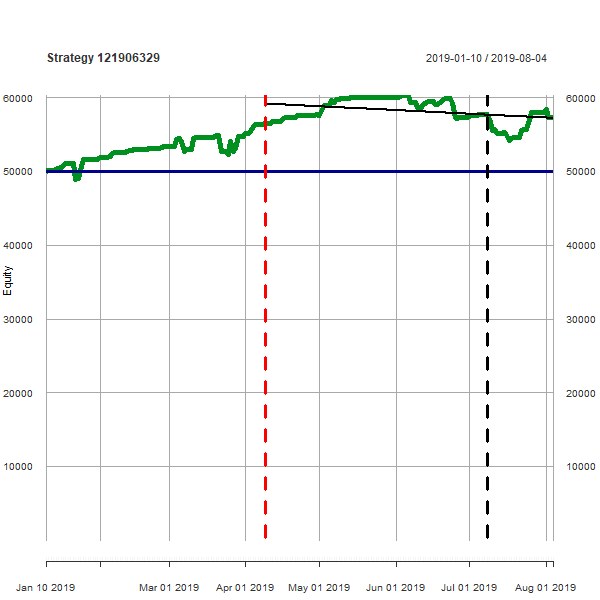 Strategy 121906329
2019-01-10 / 2019-08-04
60000
60000
50000
50000
40000
40000
30000
30000
20000
20000
10000
10000
Equity
Jan 10 2019
Mar 01 2019
Apr 01 2019
May 01 2019
Jun 01 2019
Jul 01 2019
Aug 01 2019